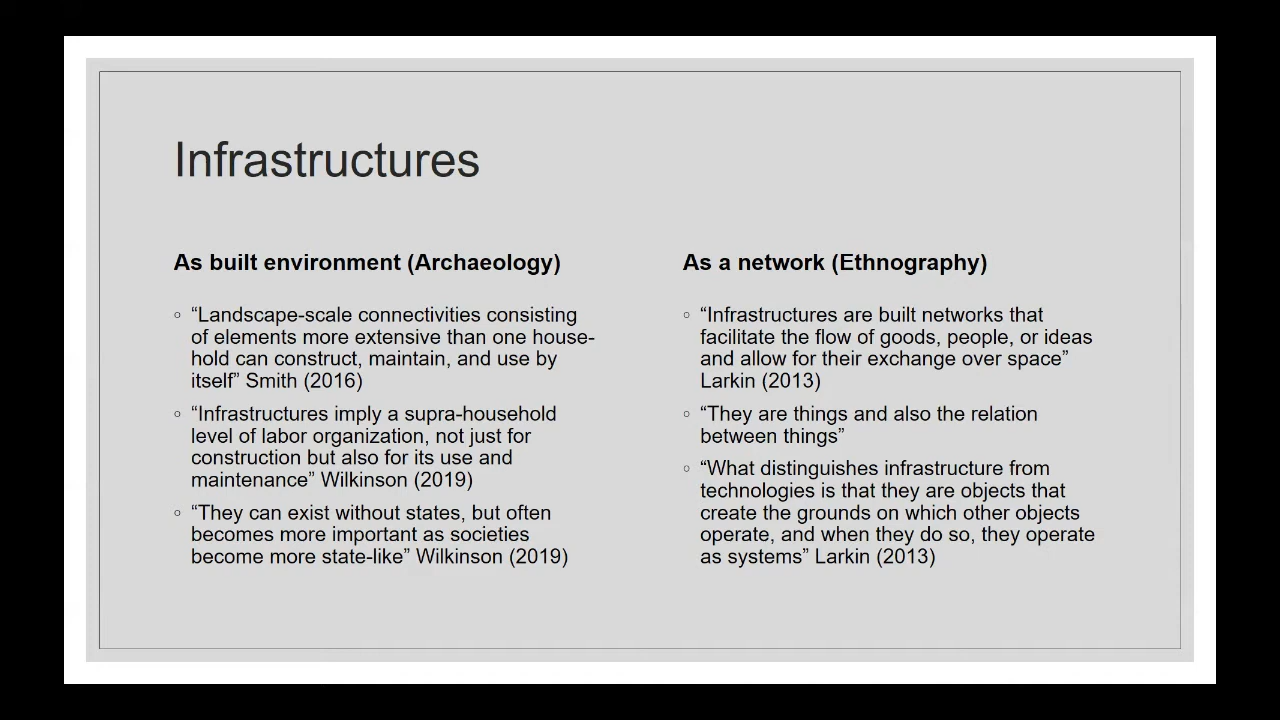 Infrastructures
As built environment (Archaeology)
“Landscape-scale connectivities consisting
of elements more extensive than one house-
hold can construct, maintain, and use by
itself” Smith (2016)
“Infrastructures imply a supra-household
level of labor organization, not just for
construction but also for its use and
maintenance” Wilkinson (2019)
“They can exist without states, but often
becomes more important as societies
become more state-like” Wilkinson (2019)
As a network (Ethnography)
“Infrastructures are built networks that
facilitate the flow of goods, people, or ideas
and allow for their exchange over space”
Larkin (2013)
“They are things and also the relation
between things”
“What distinguishes infrastructure from
technologies is that they are objects that
create the grounds on which other objects
operate, and when they do so, they operate
as systems” Larkin (2013)